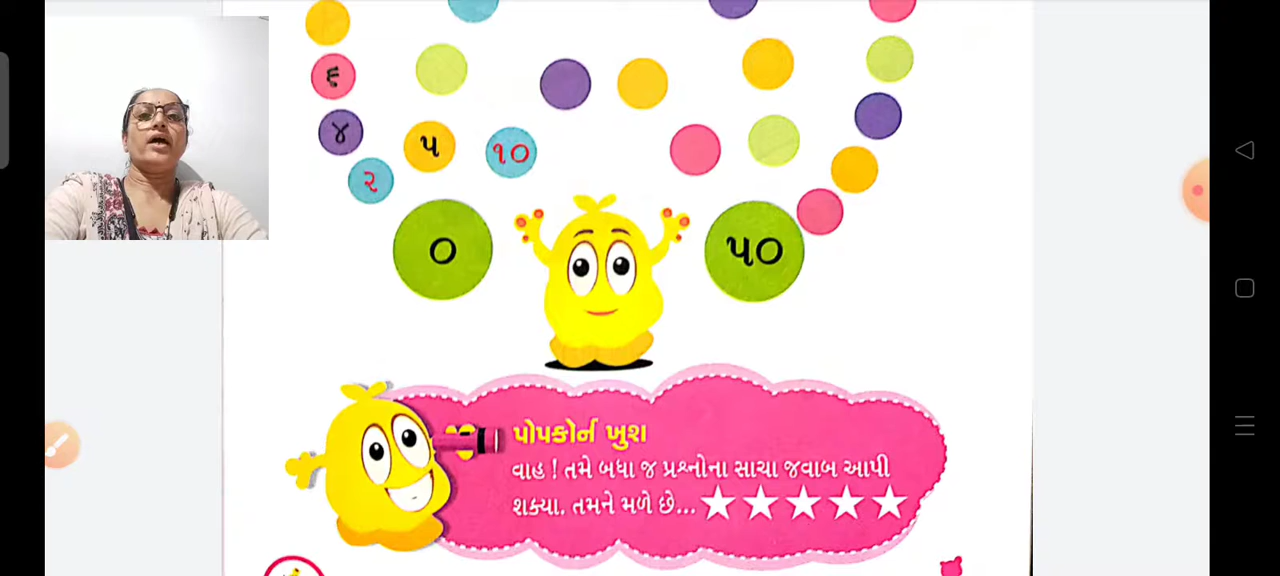 ૬
૪ ૫ ૧૦
૨
૦ ૫૦
પોપકોર્ન ખુશ
વાહ ! તમે બધા જ પ્રશ્નોના સાચા જવાબ આપી
શક્યા. તમને મળે છે...